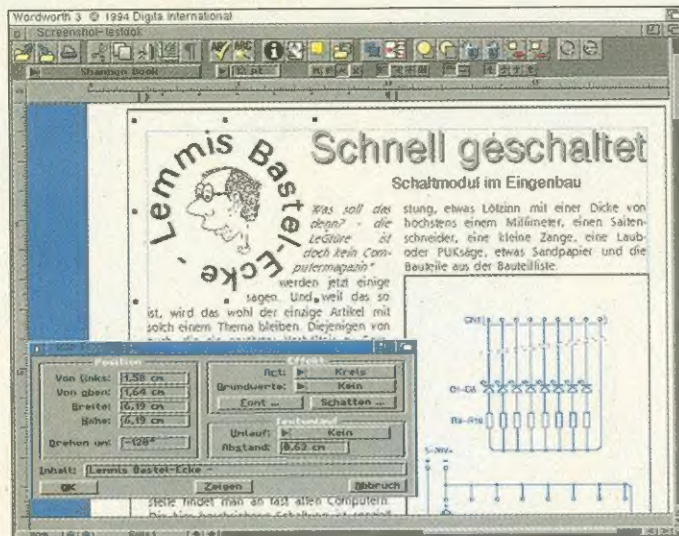 Wordworth 3 © 1994 Digita International
Screenshot-testdok
Shannon Book
12 pt
Lemmis Bastel-Ecke -
Schnell geschaltet
Schaltmodul im Eingenbau
Was soll das
denn? - die
LeGtüre ist
doch kein Com-
putermagazin"
werden jetzt einige
sagen. Und weil das so
ist, wird das wohl der einzige Artikel mit
solch einem Thema bleiben. Diejenigen von
stung, etwas Lötzinn mit einer Dicke von
höchstens einem Millimeter, einen Saiten-
schneider, eine kleine Zange, eine Laub-
oder PUKsäge, etwas Sandpapier und die
Bauteile aus der Bauteilliste.
Position
Von links: 1,58 cm
Von oben: 1,64 cm
Breite: 6,19 cm
Höhe: 6,19 cm
Drehen um: -128°
Effekt
Art: Kreis
Grundwerte: Kein
Font ... Schatten ...
Textumlauf
Umlauf: Kein
Abstand: 0,63 cm
Inhalt: Lemmis Bastel-Ecke -
OK Zeigen Abbruch
stelle findet man an fast allen Computern.